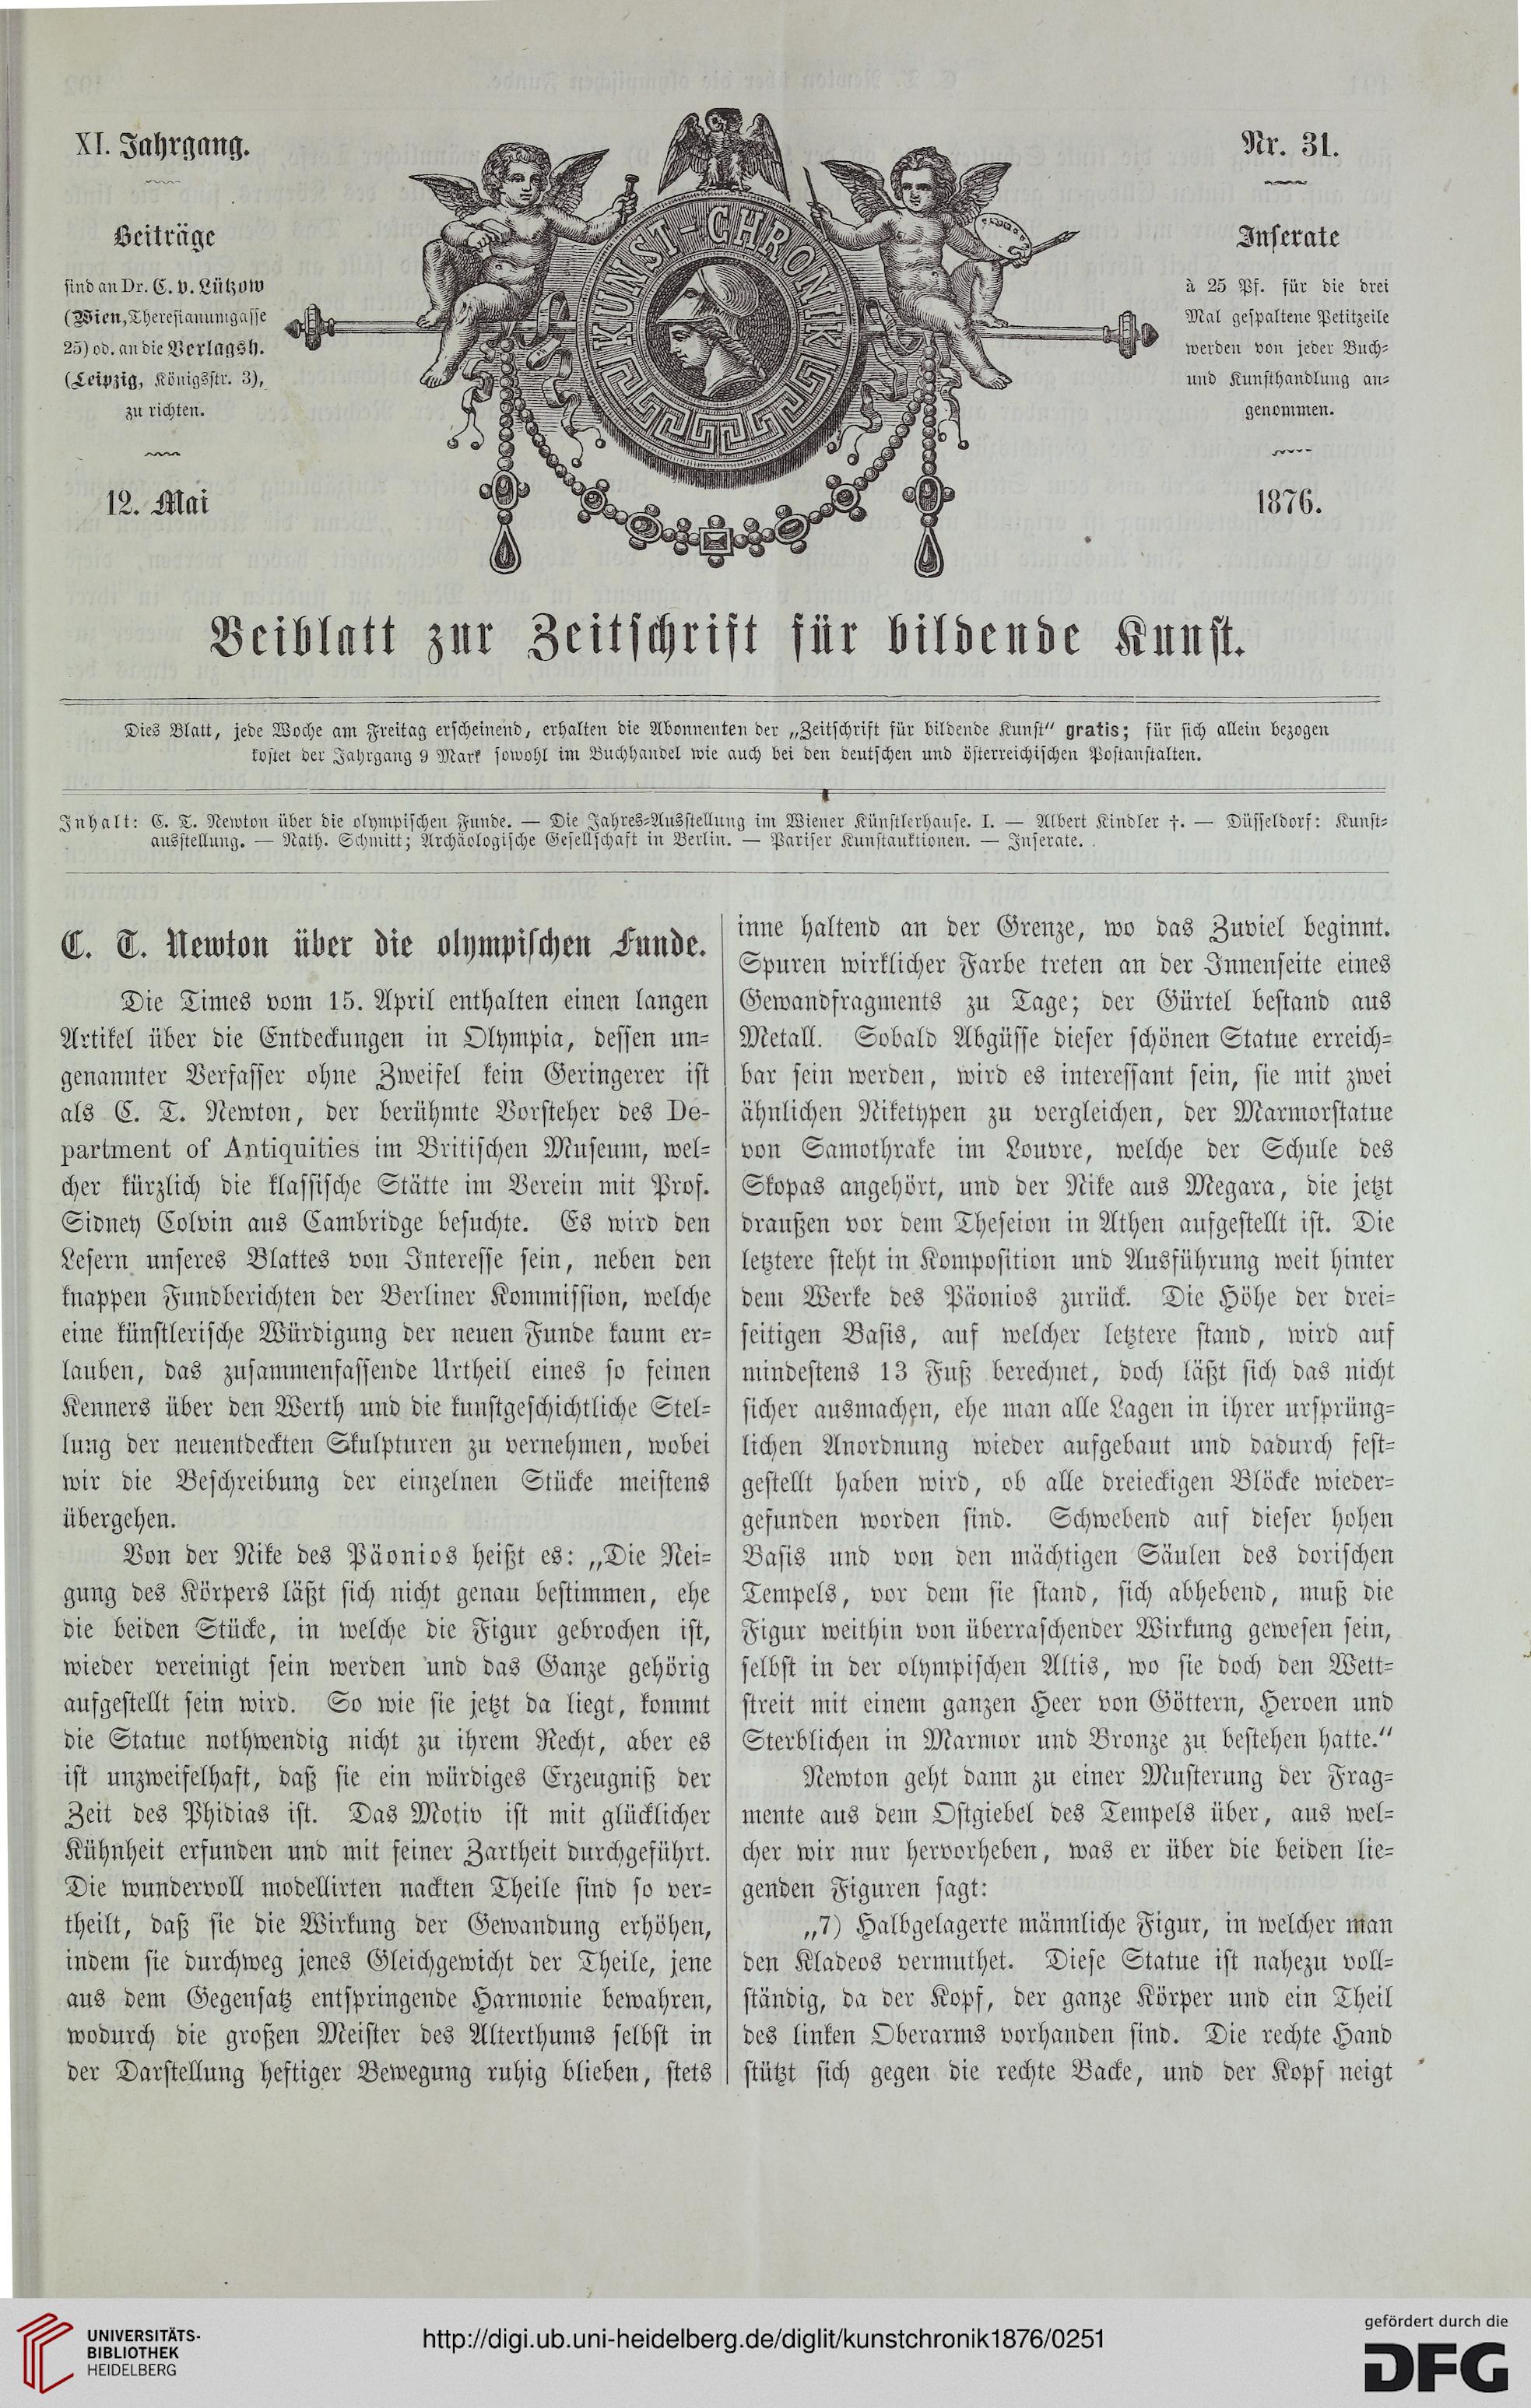 XI. Jahrgang.
Beiträge
sind an Dr. C. v. Lützow
(Wien, Theresianumgasse
25) od. an die Verlagsh.
(Leipzig, Königsstr. 3),
zu richten.
12. Mai
KUNST-CHRONIK
Nr. 31.
Inserate
à 25 Pf. für die drei
Mal gespaltene Petitzeile
werden von jeder Buch-
und Kunsthandlung an-
genommen.
1876.
Beiblatt zur Zeitschrift für bildende Kunst.
Dies Blatt, jede Woche am Freitag erscheinend, erhalten die Abonnenten der „Zeitschrift für bildende Kunst“ gratis; für sich allein bezogen
kostet der Jahrgang 9 Mark sowohl im Buchhandel wie auch bei den deutschen und österreichischen Postanstalten.
Inhalt: C. T. Newton über die olympischen Funde. — Die Jahres-Ausstellung im Wiener Künstlerhause. I. — Albert Kindler †. — Düsseldorf: Kunst-
ausstellung. — Nath. Schmitt; Archäologische Gesellschaft in Berlin. — Pariser Kunstauktionen. — Inserate.
C. T. Newton über die olympischen Funde.
Die Times vom 15. April enthalten einen langen
Artikel über die Entdeckungen in Olympia, dessen un-
genannter Verfasser ohne Zweifel kein Geringerer ist
als C. T. Newton, der berühmte Vorsteher des De-
partment of Antiquities im Britischen Museum, wel-
cher kürzlich die klassische Stätte im Verein mit Prof.
Sidney Colvin aus Cambridge besuchte. Es wird den
Lesern unseres Blattes von Interesse sein, neben den
knappen Fundberichten der Berliner Kommission, welche
eine künstlerische Würdigung der neuen Funde kaum er-
lauben, das zusammenfassende Urtheil eines so feinen
Kenners über den Werth und die kunstgeschichtliche Stel-
lung der neuentdeckten Skulpturen zu vernehmen, wobei
wir die Beschreibung der einzelnen Stücke meistens
übergehen.
Von der Nike des Päonios heißt es: „Die Nei-
gung des Körpers läßt sich nicht genau bestimmen, ehe
die beiden Stücke, in welche die Figur gebrochen ist,
wieder vereinigt sein werden und das Ganze gehörig
aufgestellt sein wird. So wie sie jetzt da liegt, kommt
die Statue nothwendig nicht zu ihrem Recht, aber es
ist unzweifelhaft, daß sie ein würdiges Erzeugniß der
Zeit des Phidias ist. Das Motiv ist mit glücklicher
Kühnheit erfunden und mit feiner Zartheit durchgeführt.
Die wundervoll modellirten nackten Theile sind so ver-
theilt, daß sie die Wirkung der Gewandung erhöhen,
indem sie durchweg jenes Gleichgewicht der Theile, jene
aus dem Gegensatz entspringende Harmonie bewahren,
wodurch die großen Meister des Alterthums selbst in
der Darstellung heftiger Bewegung ruhig blieben, stets
inne haltend an der Grenze, wo das Zuviel beginnt.
Spuren wirklicher Farbe treten an der Innenseite eines
Gewandfragments zu Tage; der Gürtel bestand aus
Metall. Sobald Abgüsse dieser schönen Statue erreich-
bar sein werden, wird es interessant sein, sie mit zwei
ähnlichen Niketypen zu vergleichen, der Marmorstatue
von Samothrake im Louvre, welche der Schule des
Skopas angehört, und der Nike aus Megara, die jetzt
draußen vor dem Theseion in Athen aufgestellt ist. Die
letztere steht in Komposition und Ausführung weit hinter
dem Werke des Päonios zurück. Die Höhe der drei-
seitigen Basis, auf welcher letztere stand, wird auf
mindestens 13 Fuß berechnet, doch läßt sich das nicht
sicher ausmachen, ehe man alle Lagen in ihrer ursprüng-
lichen Anordnung wieder aufgebaut und dadurch fest-
gestellt haben wird, ob alle dreieckigen Blöcke wieder-
gefunden worden sind. Schwebend auf dieser hohen
Basis und von den mächtigen Säulen des dorischen
Tempels, vor dem sie stand, sich abhebend, muß die
Figur weithin von überraschender Wirkung gewesen sein,
selbst in der olympischen Altis, wo sie doch den Wett-
streit mit einem ganzen Heer von Göttern, Heroen und
Sterblichen in Marmor und Bronze zu bestehen hatte.“
Newton geht dann zu einer Musterung der Frag-
mente aus dem Ostgiebel des Tempels über, aus wel-
cher wir nur hervorheben, was er über die beiden lie-
genden Figuren sagt:
„7) Halbgelagerte männliche Figur, in welcher man
den Kladeos vermuthet. Diese Statue ist nahezu voll-
ständig, da der Kopf, der ganze Körper und ein Theil
des linken Oberarms vorhanden sind. Die rechte Hand
stützt sich gegen die rechte Backe, und der Kopf neigt
UNIVERSITÄTS-
BIBLIOTHEK
HEIDELBERG
http://digi.ub.uni-heidelberg.de/diglit/kunstchronik1876/0251
gefördert durch die
DFG